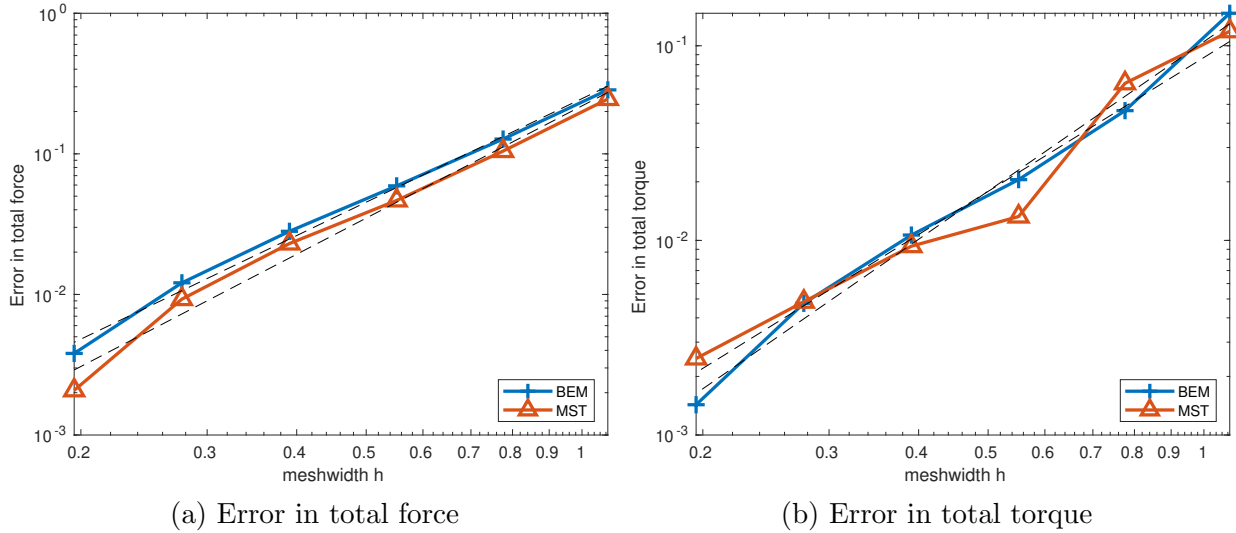 10^0
10^-1
10^-2
10^-3
Error in total force
0.2 0.3 0.4 0.5 0.6 0.7 0.8 0.9 1
meshwidth h
BEM
MST
(a) Error in total force
10^-1
10^-2
10^-3
Error in total torque
0.2 0.3 0.4 0.5 0.6 0.7 0.8 0.9 1
meshwidth h
BEM
MST
(b) Error in total torque